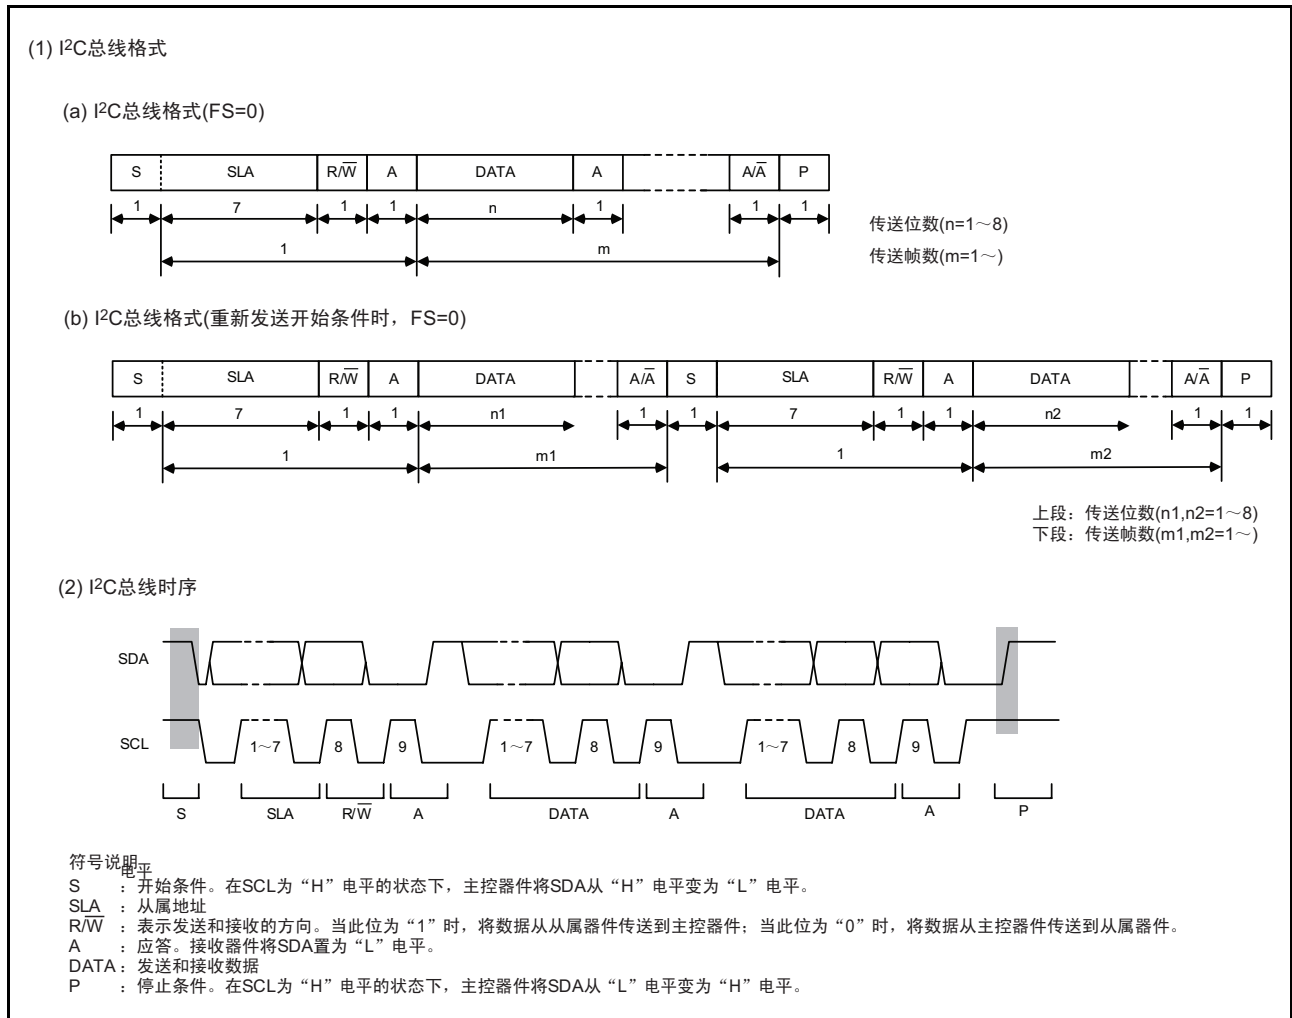 (1) I²C总线格式
(a) I²C总线格式(FS=0)
S SLA R/W̅ A DATA A A/A̅ P
1 7 1 1 n 1 1 1
传送位数(n=1～8)
1 m
传送帧数(m=1～)
(b) I²C总线格式(重新发送开始条件时，FS=0)
S SLA R/W̅ A DATA A/A̅ S SLA R/W̅ A DATA A/A̅ P
1 7 1 1 n1 1 1 7 1 1 n2 1 1
1 m1 1 m2
上段：传送位数(n1,n2=1～8)
下段：传送帧数(m1,m2=1～)
(2) I²C总线时序
SDA
SCL 1～7 8 9 1～7 8 9 1～7 8 9
S SLA R/W̅ A DATA A DATA A P
符号说明
电平
S ：开始条件。在SCL为“H”电平的状态下，主控器件将SDA从“H”电平变为“L”电平。
SLA ：从属地址
R/W̅ ：表示发送和接收的方向。当此位为“1”时，将数据从从属器件传送到主控器件；当此位为“0”时，将数据从主控器件传送到从属器件。
A ：应答。接收器件将SDA置为“L”电平。
DATA：发送和接收数据
P ：停止条件。在SCL为“H”电平的状态下，主控器件将SDA从“L”电平变为“H”电平。